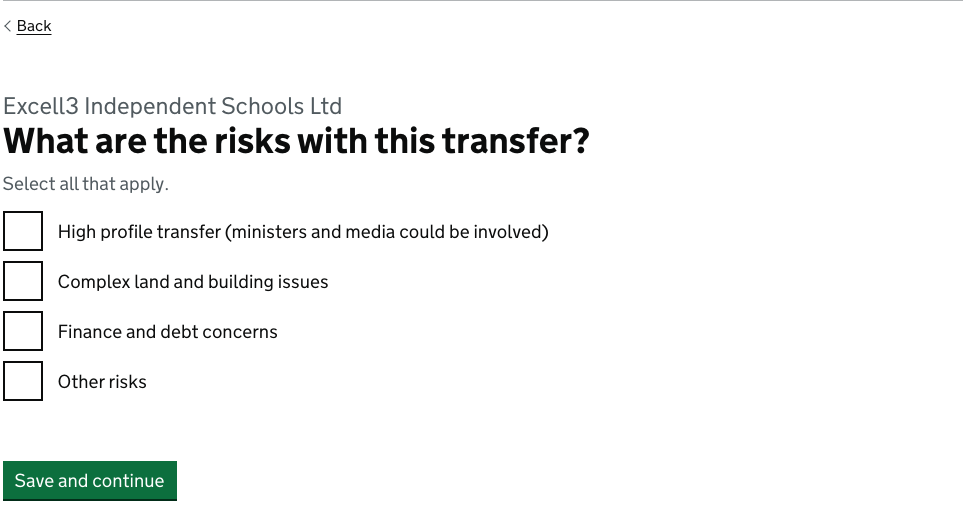 Back
Excell3 Independent Schools Ltd
What are the risks with this transfer?
Select all that apply.
High profile transfer (ministers and media could be involved)
Complex land and building issues
Finance and debt concerns
Other risks
Save and continue